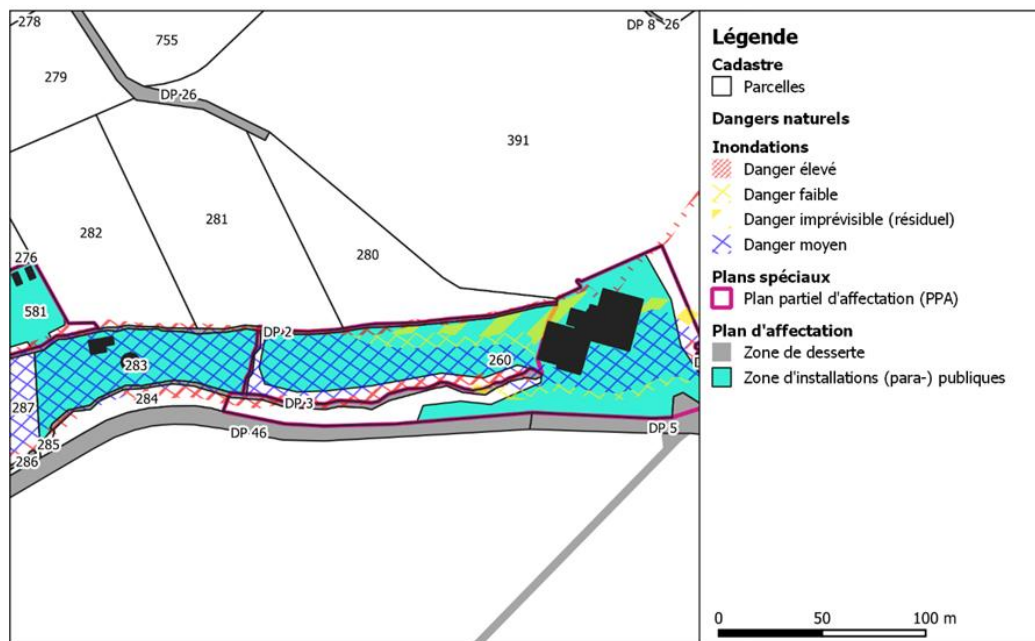 278
755
DP 8
26
279
DP 26
391
282
281
280
276
581
DP 2
283
260
287
284
DP 3
285
286
DP 46
DP 5
Légende
Cadastre
Parcelles
Dangers naturels
Inondations
Danger élevé
Danger faible
Danger imprévisible (résiduel)
Danger moyen
Plans spéciaux
Plan partiel d'affectation (PPA)
Plan d'affectation
Zone de desserte
Zone d'installations (para-) publiques
0 50 100 m